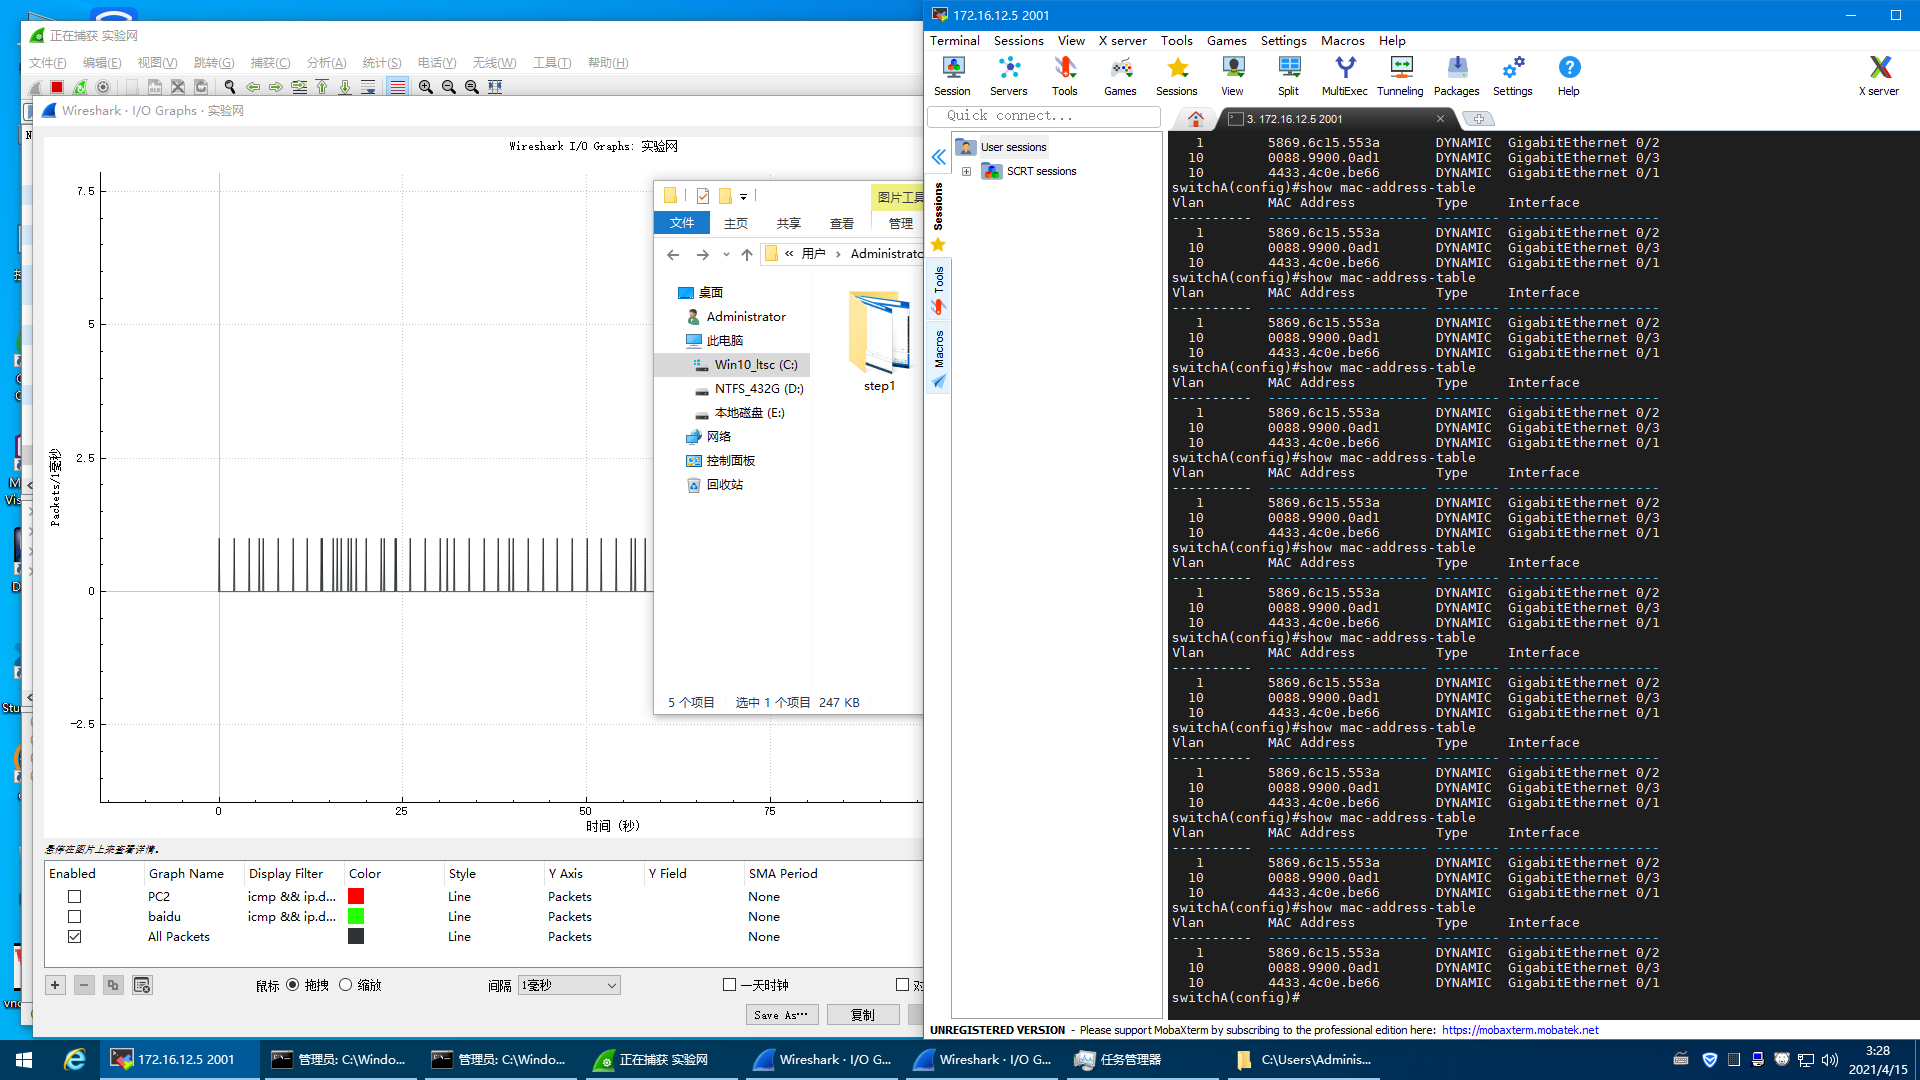 正在捕获 实验网
文件(F) 编辑(E) 视图(V) 跳转(G) 捕获(C) 分析(A) 统计(S) 电话(Y) 无线(W) 工具(T) 帮助(H)
Wireshark · I/O Graphs · 实验网
Wireshark I/O Graphs: 实验网
7.5
5
2.5
0
-2.5
Packets/1毫秒
0
25
50
75
时间 (秒)
悬停在图片上来查看详情。
Enabled Graph Name Display Filter Color Style Y Axis Y Field SMA Period
PC2 icmp && ip.d... Line Packets None
baidu icmp && ip.d... Line Packets None
All Packets Line Packets None
鼠标 拖拽 缩放 间隔 1毫秒 一天时钟
Save As… 复制
图片工具
文件 主页 共享 查看 管理
« 用户 › Administrato
桌面
Administrator
此电脑
Win10_ltsc (C:)
NTFS_432G (D:)
本地磁盘 (E:)
网络
控制面板
回收站
step1
5 个项目 选中 1 个项目 247 KB
172.16.12.5 2001
Terminal Sessions View X server Tools Games Settings Macros Help
Session Servers Tools Games Sessions View Split MultiExec Tunneling Packages Settings Help X server
Quick connect...
3. 172.16.12.5 2001
User sessions
SCRT sessions
Sessions
Tools
Macros
1 5869.6c15.553a DYNAMIC GigabitEthernet 0/2
10 0088.9900.0ad1 DYNAMIC GigabitEthernet 0/3
10 4433.4c0e.be66 DYNAMIC GigabitEthernet 0/1
switchA(config)#show mac-address-table
Vlan MAC Address Type Interface
---------- -------------------- -------- -------------------
1 5869.6c15.553a DYNAMIC GigabitEthernet 0/2
10 0088.9900.0ad1 DYNAMIC GigabitEthernet 0/3
10 4433.4c0e.be66 DYNAMIC GigabitEthernet 0/1
switchA(config)#show mac-address-table
Vlan MAC Address Type Interface
---------- -------------------- -------- -------------------
1 5869.6c15.553a DYNAMIC GigabitEthernet 0/2
10 0088.9900.0ad1 DYNAMIC GigabitEthernet 0/3
10 4433.4c0e.be66 DYNAMIC GigabitEthernet 0/1
switchA(config)#show mac-address-table
Vlan MAC Address Type Interface
---------- -------------------- -------- -------------------
1 5869.6c15.553a DYNAMIC GigabitEthernet 0/2
10 0088.9900.0ad1 DYNAMIC GigabitEthernet 0/3
10 4433.4c0e.be66 DYNAMIC GigabitEthernet 0/1
switchA(config)#show mac-address-table
Vlan MAC Address Type Interface
---------- -------------------- -------- -------------------
1 5869.6c15.553a DYNAMIC GigabitEthernet 0/2
10 0088.9900.0ad1 DYNAMIC GigabitEthernet 0/3
10 4433.4c0e.be66 DYNAMIC GigabitEthernet 0/1
switchA(config)#show mac-address-table
Vlan MAC Address Type Interface
---------- -------------------- -------- -------------------
1 5869.6c15.553a DYNAMIC GigabitEthernet 0/2
10 0088.9900.0ad1 DYNAMIC GigabitEthernet 0/3
10 4433.4c0e.be66 DYNAMIC GigabitEthernet 0/1
switchA(config)#show mac-address-table
Vlan MAC Address Type Interface
---------- -------------------- -------- -------------------
1 5869.6c15.553a DYNAMIC GigabitEthernet 0/2
10 0088.9900.0ad1 DYNAMIC GigabitEthernet 0/3
10 4433.4c0e.be66 DYNAMIC GigabitEthernet 0/1
switchA(config)#show mac-address-table
Vlan MAC Address Type Interface
---------- -------------------- -------- -------------------
1 5869.6c15.553a DYNAMIC GigabitEthernet 0/2
10 0088.9900.0ad1 DYNAMIC GigabitEthernet 0/3
10 4433.4c0e.be66 DYNAMIC GigabitEthernet 0/1
switchA(config)#show mac-address-table
Vlan MAC Address Type Interface
---------- -------------------- -------- -------------------
1 5869.6c15.553a DYNAMIC GigabitEthernet 0/2
10 0088.9900.0ad1 DYNAMIC GigabitEthernet 0/3
10 4433.4c0e.be66 DYNAMIC GigabitEthernet 0/1
switchA(config)#show mac-address-table
Vlan MAC Address Type Interface
---------- -------------------- -------- -------------------
1 5869.6c15.553a DYNAMIC GigabitEthernet 0/2
10 0088.9900.0ad1 DYNAMIC GigabitEthernet 0/3
10 4433.4c0e.be66 DYNAMIC GigabitEthernet 0/1
switchA(config)#
UNREGISTERED VERSION - Please support MobaXterm by subscribing to the professional edition here: https://mobaxterm.mobatek.net
172.16.12.5 2001 管理员: C:\Windo... 管理员: C:\Windo... 正在捕获 实验网 Wireshark · I/O G... Wireshark · I/O G... 任务管理器 C:\Users\Adminis...
3:28
2021/4/15